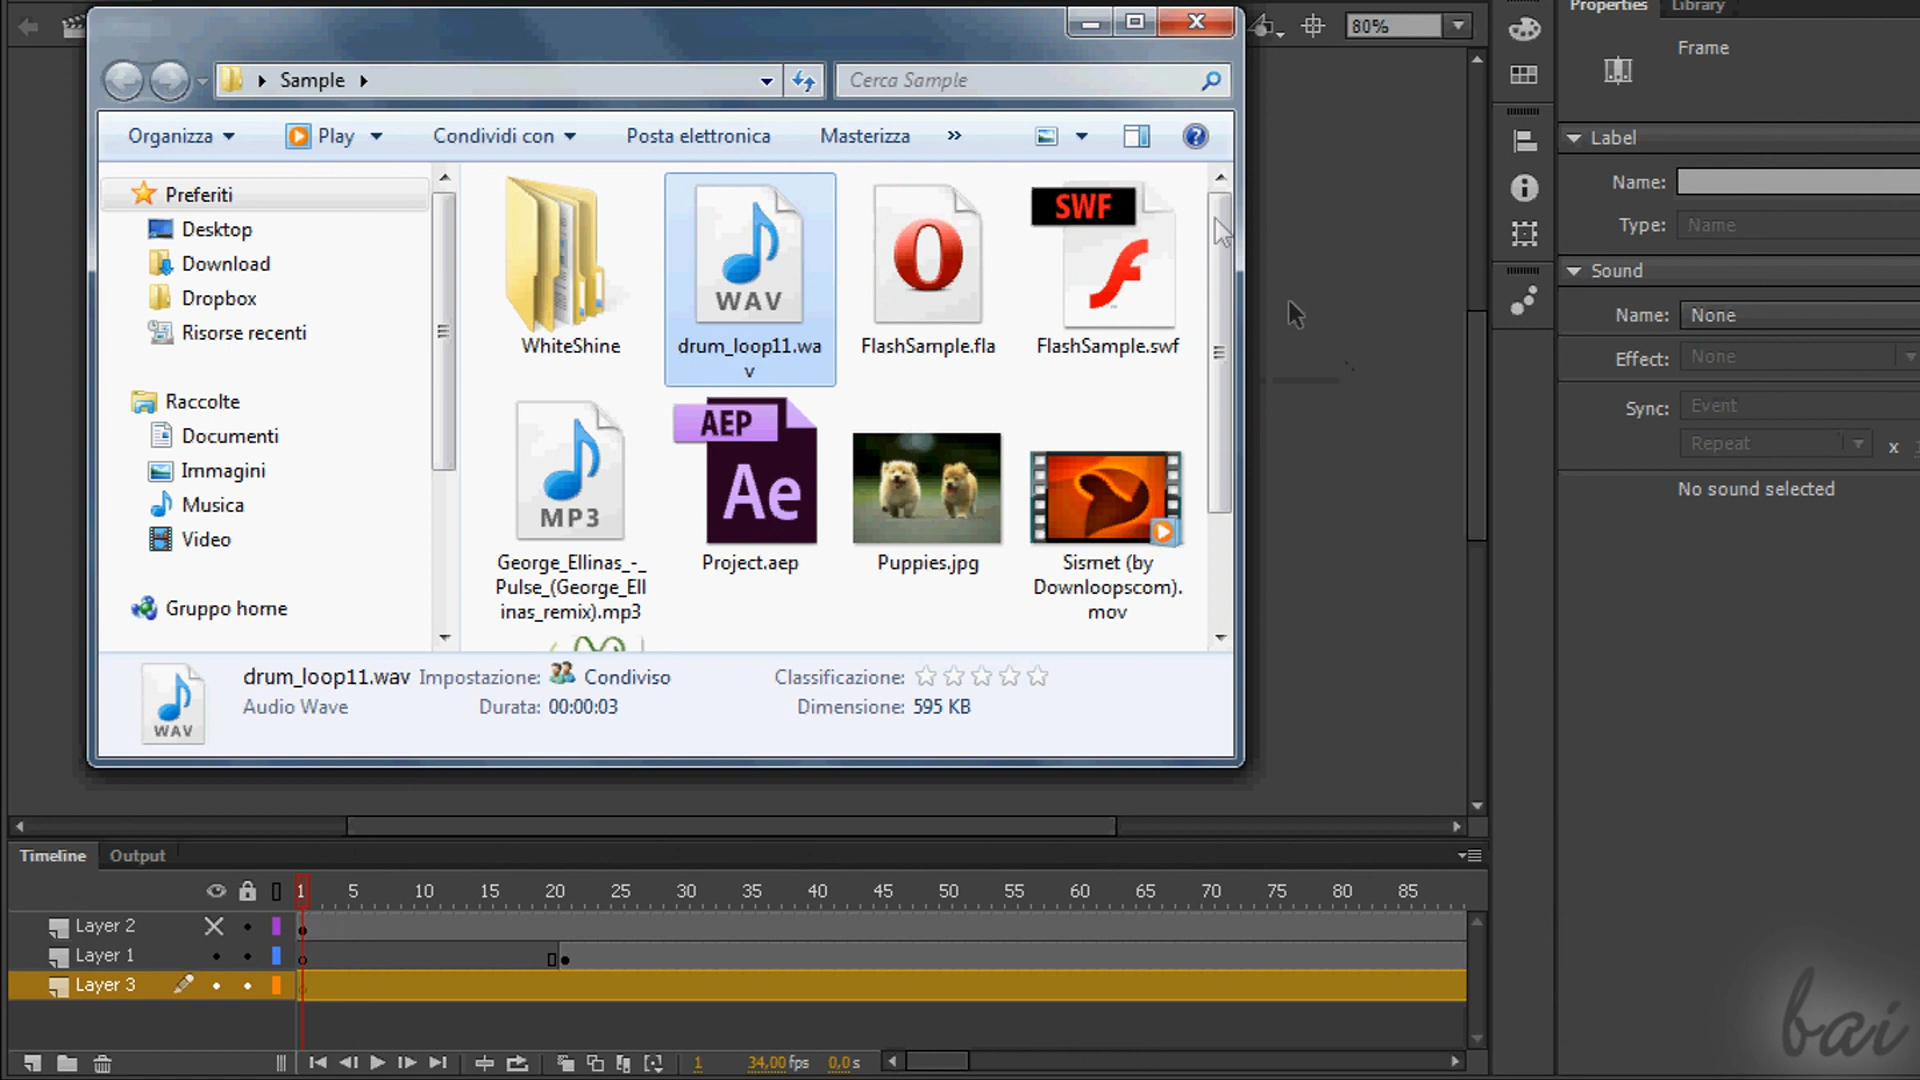 80%
Properties Library
Frame
Sample
Cerca Sample
Organizza Play Condividi con Posta elettronica Masterizza »
Preferiti
Desktop
Download
Dropbox
Risorse recenti
Raccolte
Documenti
Immagini
Musica
Video
Gruppo home
WhiteShine
WAV
drum_loop11.wa
v
FlashSample.fla
SWF
FlashSample.swf
MP3
George_Ellinas_-_
Pulse_(George_Ell
inas_remix).mp3
AEP
Ae
Project.aep
Puppies.jpg
Sismet (by
Downloopscom).
mov
WAV
drum_loop11.wav Impostazione: Condiviso Classificazione:
Audio Wave Durata: 00:00:03 Dimensione: 595 KB
Label
Name:
Type: Name
Sound
Name: None
Effect: None
Sync: Event
Repeat x
No sound selected
Timeline Output
1 5 10 15 20 25 30 35 40 45 50 55 60 65 70 75 80 85
Layer 2
Layer 1
Layer 3
1 34,00 fps 0,0 s
bai